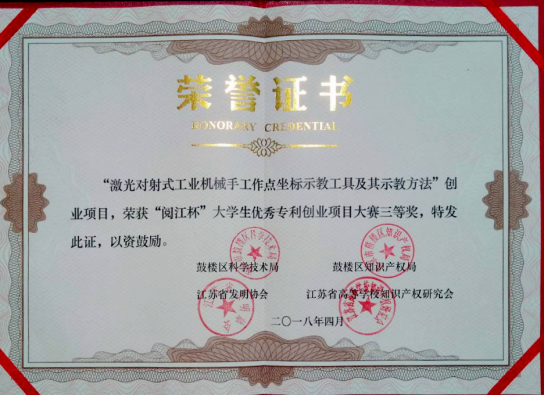 荣誉证书
HONORARY CREDENTIAL
“激光对射式工业机械手工作点坐标示教工具及其示教方法”创
业项目，荣获“阅江杯”大学生优秀专利创业项目大赛三等奖，特发
此证，以资鼓励。
鼓楼区科学技术局 鼓楼区知识产权局
江苏省发明协会 江苏省高等学校知识产权研究会
二〇一八年四月